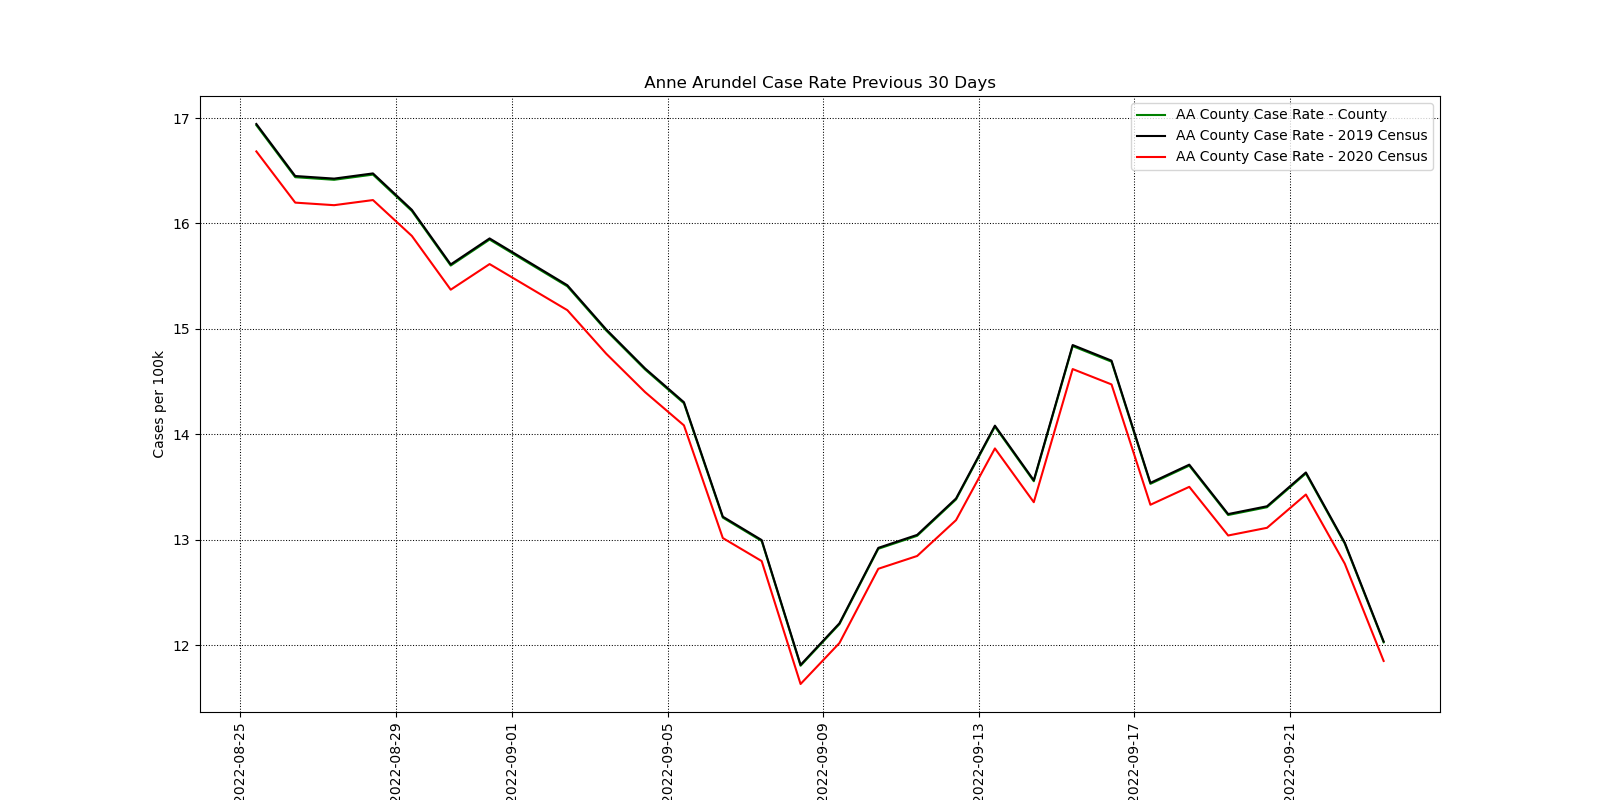 Anne Arundel Case Rate Previous 30 Days
AA County Case Rate - County
AA County Case Rate - 2019 Census
AA County Case Rate - 2020 Census
Cases per 100k
17
16
15
14
13
12
2022-08-25
2022-08-29
2022-09-01
2022-09-05
2022-09-09
2022-09-13
2022-09-17
2022-09-21